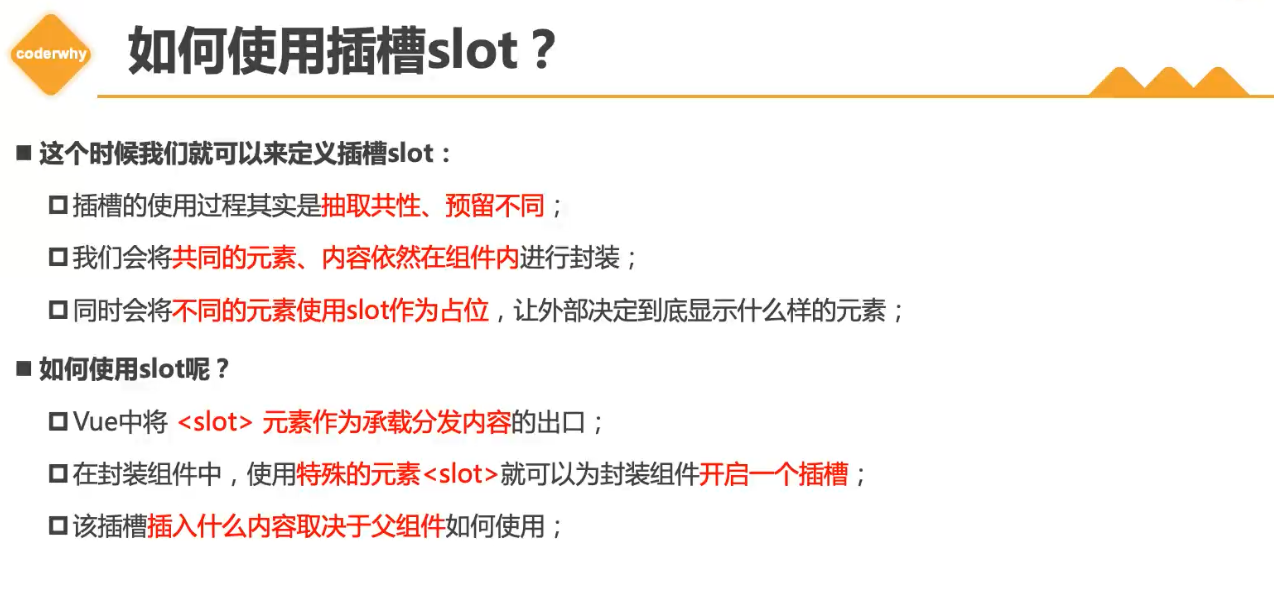 coderwhy
如何使用插槽slot？
这个时候我们就可以来定义插槽slot：
插槽的使用过程其实是抽取共性、预留不同；
我们会将共同的元素、内容依然在组件内进行封装；
同时会将不同的元素使用slot作为占位，让外部决定到底显示什么样的元素；
如何使用slot呢？
Vue中将 <slot> 元素作为承载分发内容的出口；
在封装组件中，使用特殊的元素<slot>就可以为封装组件开启一个插槽；
该插槽插入什么内容取决于父组件如何使用；